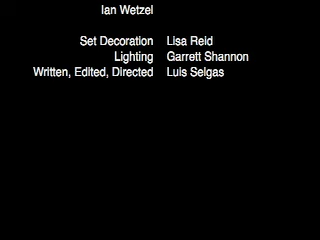 Ian Wetzel
Set Decoration Lisa Reid
Lighting Garrett Shannon
Written, Edited, Directed Luis Selgas